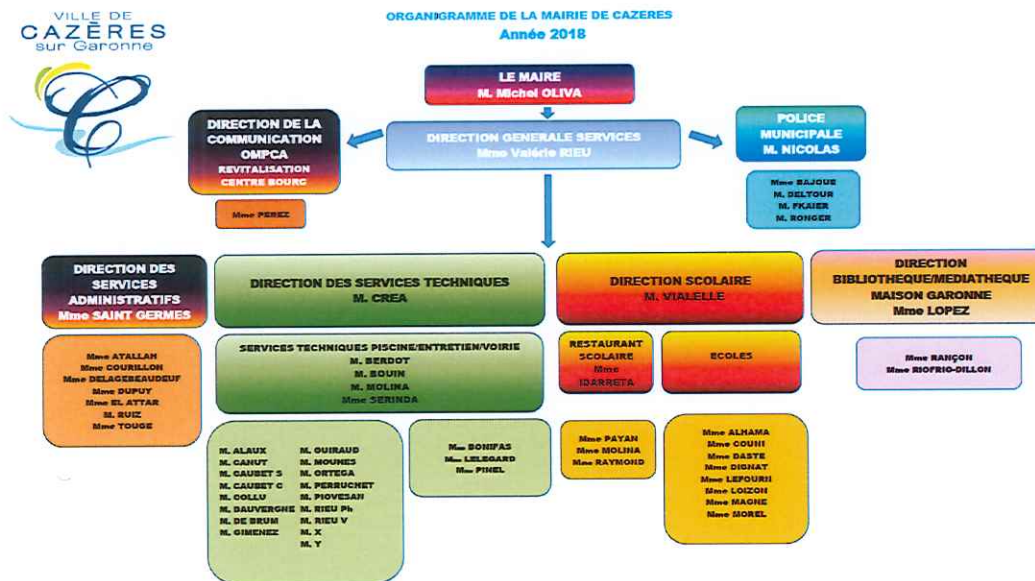 VILLE DE
CAZÈRES
sur Garonne
ORGANIGRAMME DE LA MAIRIE DE CAZERES
Année 2018
LE MAIRE
M. Michel OLIVA
DIRECTION DE LA
COMMUNICATION
OMPCA
REVITALISATION
CENTRE BOURG
DIRECTION GENERALE SERVICES
Mme Valérie RIEU
POLICE
MUNICIPALE
M. NICOLAS
Mme PEREZ
Mme BAJOUE
M. DELTOUR
M. FKAIER
M. RONGER
DIRECTION DES
SERVICES
ADMINISTRATIFS
Mme SAINT GERMES
DIRECTION DES SERVICES TECHNIQUES
M. CREA
DIRECTION SCOLAIRE
M. VIALELLE
DIRECTION
BIBLIOTHEQUE/MEDIATHEQUE
MAISON GARONNE
Mme LOPEZ
Mme ATALLAH
Mme COURILLON
Mme DELAGEBEAUDEUF
Mme DUPUY
Mme EL ATTAR
M. RUIZ
Mme TOUGE
SERVICES TECHNIQUES PISCINE/ENTRETIEN/VOIRIE
M. BERDOT
M. BOUIN
M. MOLINA
Mme SERINDA
RESTAURANT
SCOLAIRE
Mme
IDARRETA
ECOLES
Mme RANÇON
Mme RIOFRIO-DILLON
M. ALAUX
M. CANUT
M. CAUBET S
M. CAUBET C
M. COLLU
M. DAUVERGNE
M. DE BRUM
M. GIMENEZ
M. GUIRAUD
M. MOUNES
M. ORTEGA
M. PERRUCHET
M. PIOVESAN
M. RIEU Ph
M. RIEU V
M. X
M. Y
Mme BONIFAS
Mme LELEGARD
Mme PINEL
Mme PAYAN
Mme MOLINA
Mme RAYMOND
Mme ALHAMA
Mme COUNI
Mme DASTE
Mme DIGNAT
Mme LEFOURN
Mme LOIZON
Mme MAGNE
Mme MOREL